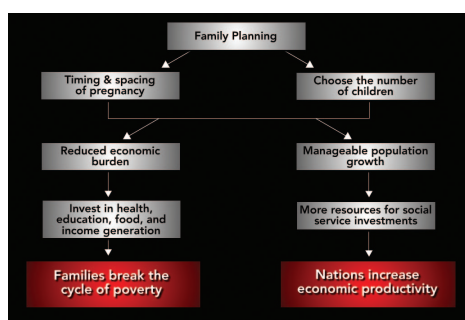 Family Planning
Timing & spacing
of pregnancy
Choose the number
of children
Reduced economic
burden
Manageable population
growth
Invest in health,
education, food, and
income generation
More resources for social
service investments
Families break the
cycle of poverty
Nations increase
economic productivity